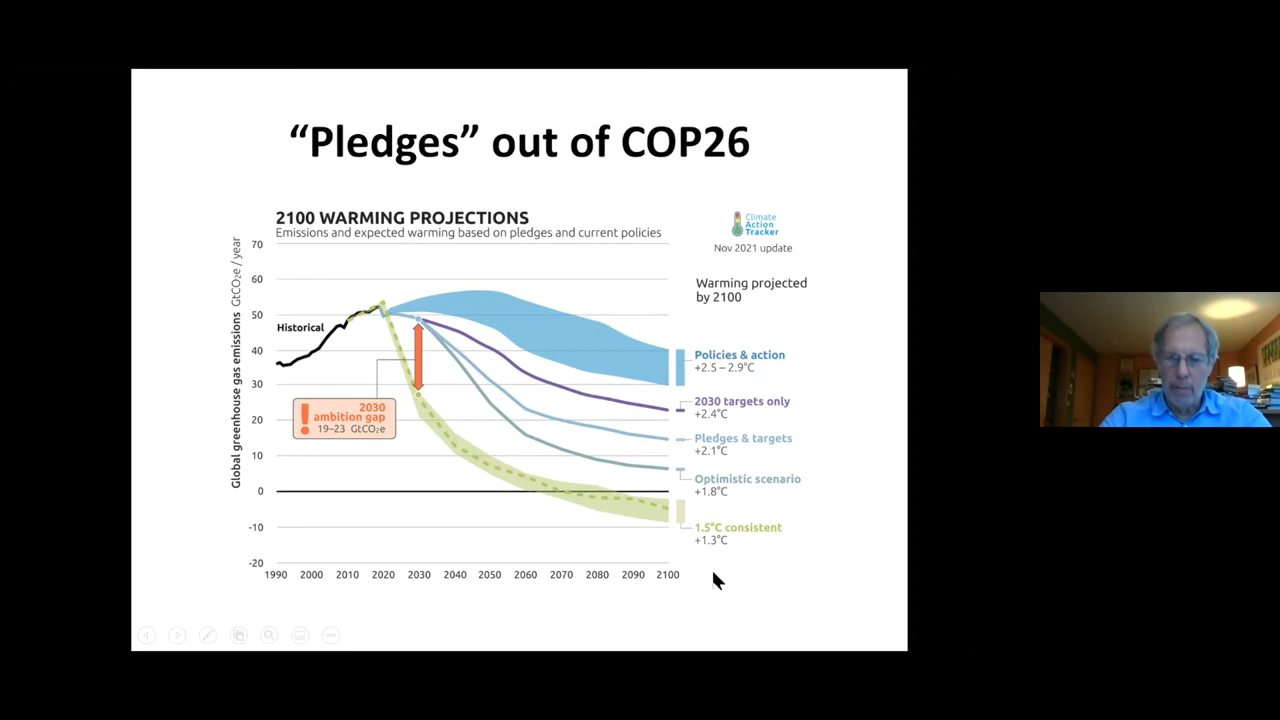 “Pledges” out of COP26
2100 WARMING PROJECTIONS
Emissions and expected warming based on pledges and current policies
Climate
Action
Tracker
Nov 2021 update
Global greenhouse gas emissions GtCO₂e / year
70
60
50
40
30
20
10
0
-10
-20
Historical
2030
ambition gap
19–23 GtCO₂e
Warming projected
by 2100
Policies & action
+2.5 – 2.9°C
2030 targets only
+2.4°C
Pledges & targets
+2.1°C
Optimistic scenario
+1.8°C
1.5°C consistent
+1.3°C
1990 2000 2010 2020 2030 2040 2050 2060 2070 2080 2090 2100